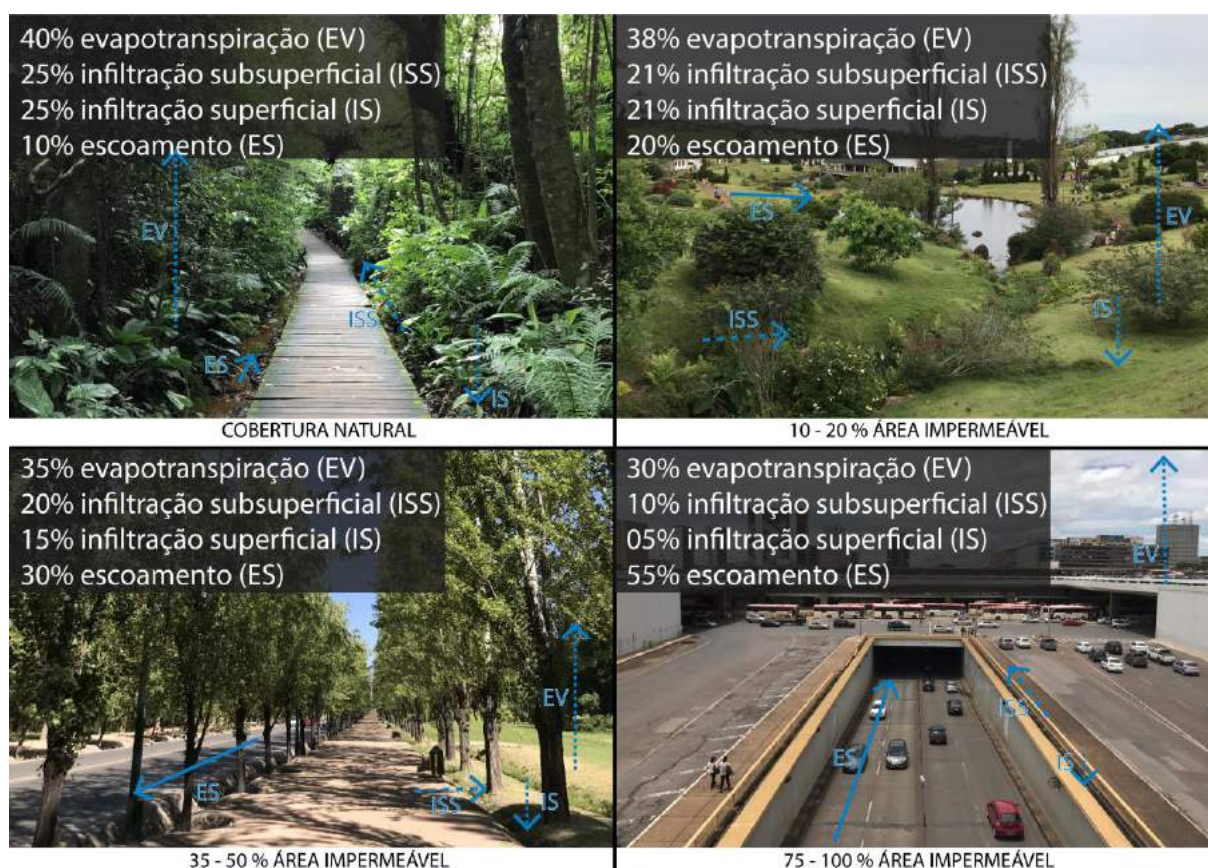 40% evapotranspiração (EV)
25% infiltração subsuperficial (ISS)
25% infiltração superficial (IS)
10% escoamento (ES)
EV
ISS
ES
IS
COBERTURA NATURAL
38% evapotranspiração (EV)
21% infiltração subsuperficial (ISS)
21% infiltração superficial (IS)
20% escoamento (ES)
ES
EV
IS
ISS
10 - 20 % ÁREA IMPERMEÁVEL
35% evapotranspiração (EV)
20% infiltração subsuperficial (ISS)
15% infiltração superficial (IS)
30% escoamento (ES)
EV
ES
ISS
IS
35 - 50 % ÁREA IMPERMEÁVEL
30% evapotranspiração (EV)
10% infiltração subsuperficial (ISS)
05% infiltração superficial (IS)
55% escoamento (ES)
EV
ISS
ES
IS
75 - 100 % ÁREA IMPERMEÁVEL